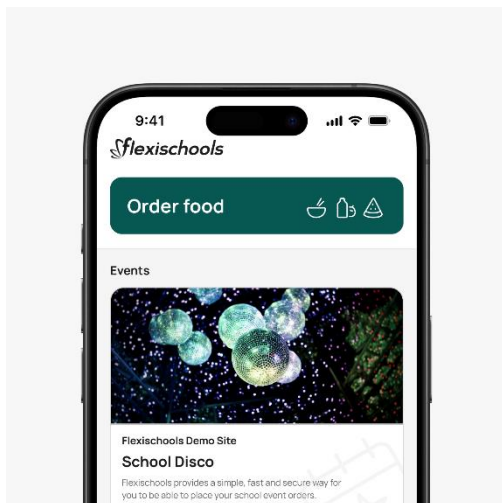 9:41
flexischools
Order food
Events
Flexischools Demo Site
School Disco
Flexischools provides a simple, fast and secure way for
you to be able to place your school event orders.